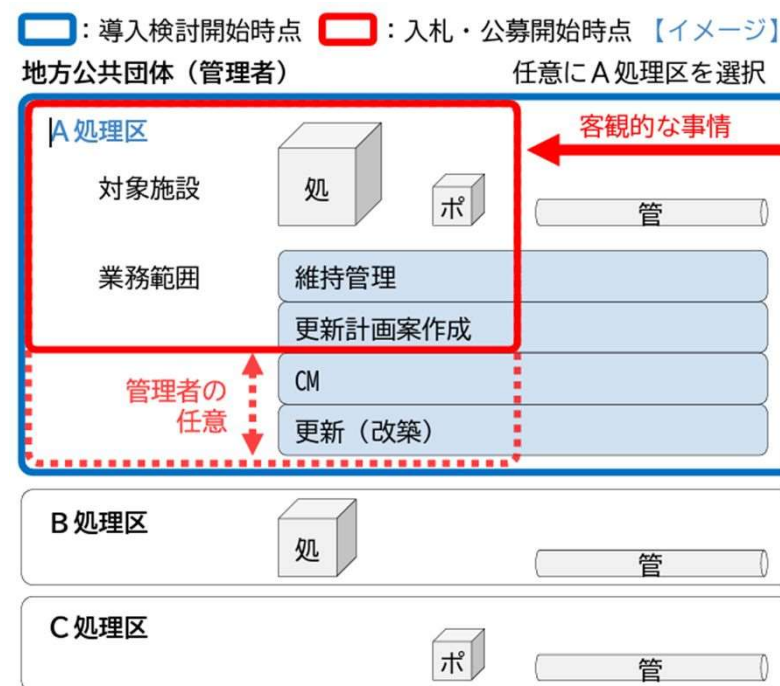 ：導入検討開始時点 ：入札・公募開始時点 【イメージ】
地方公共団体（管理者） 任意にA処理区を選択
A処理区 客観的な事情
対象施設 処 ポ 管
業務範囲 維持管理
更新計画案作成
管理者の CM
任意 更新（改築）
B処理区 処 管
C処理区 ポ 管